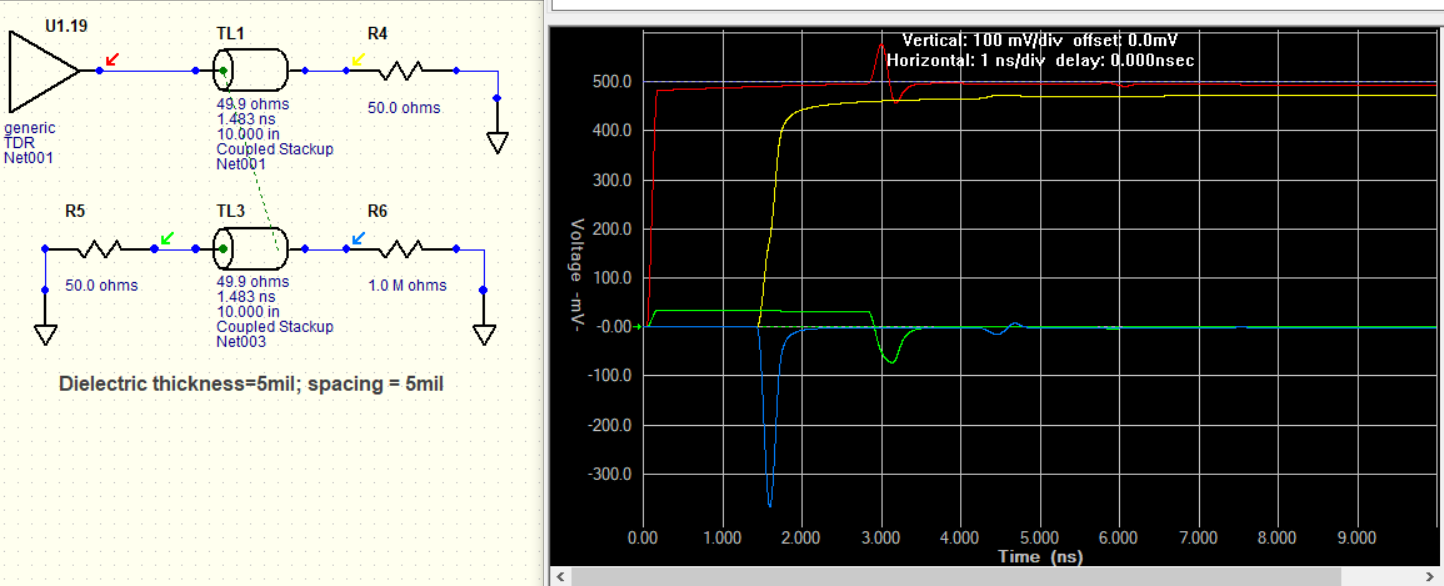 U1.19
TL1
R4
49.9 ohms
1.483 ns
10.000 in
Coupled Stackup
Net001
50.0 ohms
generic
TDR
Net001
R5
TL3
R6
50.0 ohms
49.9 ohms
1.483 ns
10.000 in
Coupled Stackup
Net003
1.0 M ohms
Dielectric thickness=5mil; spacing = 5mil
Vertical: 100 mV/div offset: 0.0mV
Horizontal: 1 ns/div delay: 0.000nsec
500.0
400.0
300.0
200.0
100.0
-0.00
-100.0
-200.0
-300.0
Voltage -mV-
0.00 1.000 2.000 3.000 4.000 5.000 6.000 7.000 8.000 9.000
Time (ns)